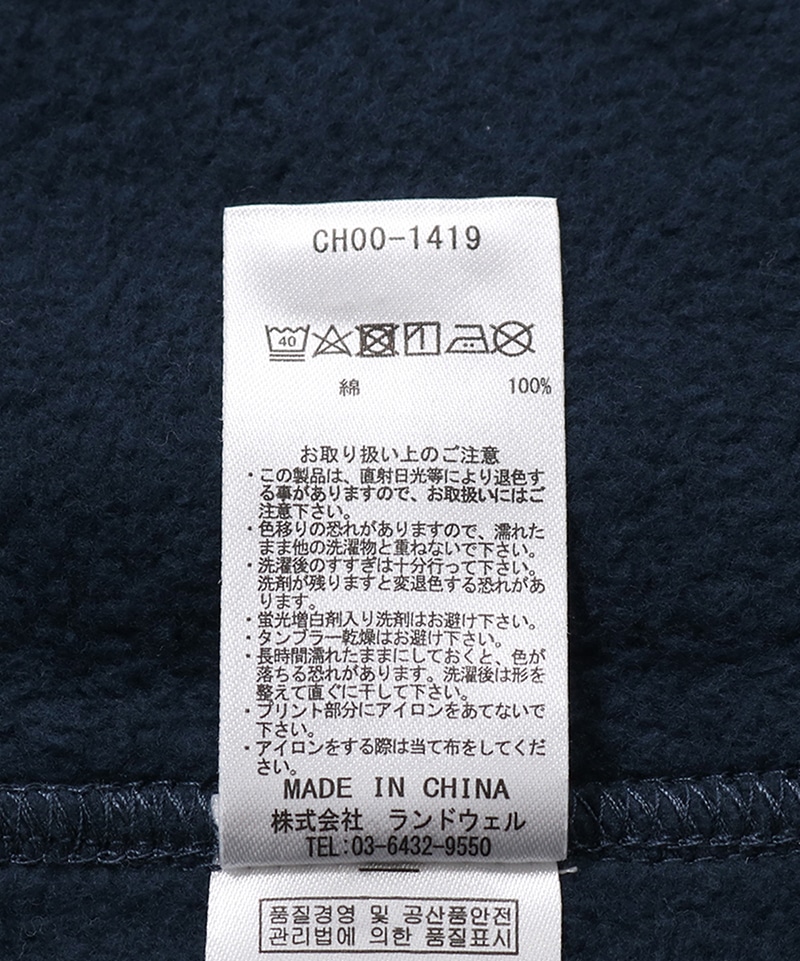 CH00-1419
40
綿 100%
お取り扱い上のご注意
・この製品は、直射日光等により退色す
る事がありますので、お取扱いにはご
注意下さい。
・色移りの恐れがありますので、濡れた
まま他の洗濯物と重ねないで下さい。
・洗濯後のすすぎは十分行って下さい。
洗剤が残りますと変退色する恐れがあ
ります。
・蛍光増白剤入り洗剤はお避け下さい。
・タンブラー乾燥はお避け下さい。
・長時間濡れたままにしておくと、色が
落ちる恐れがあります。洗濯後は形を
整えて直ぐに干して下さい。
・プリント部分にアイロンをあてないで
下さい。
・アイロンをする際は当て布をしてくだ
さい。
MADE IN CHINA
株式会社 ランドウェル
TEL:03-6432-9550
품질경영 및 공산품안전
관리법에 의한 품질표시